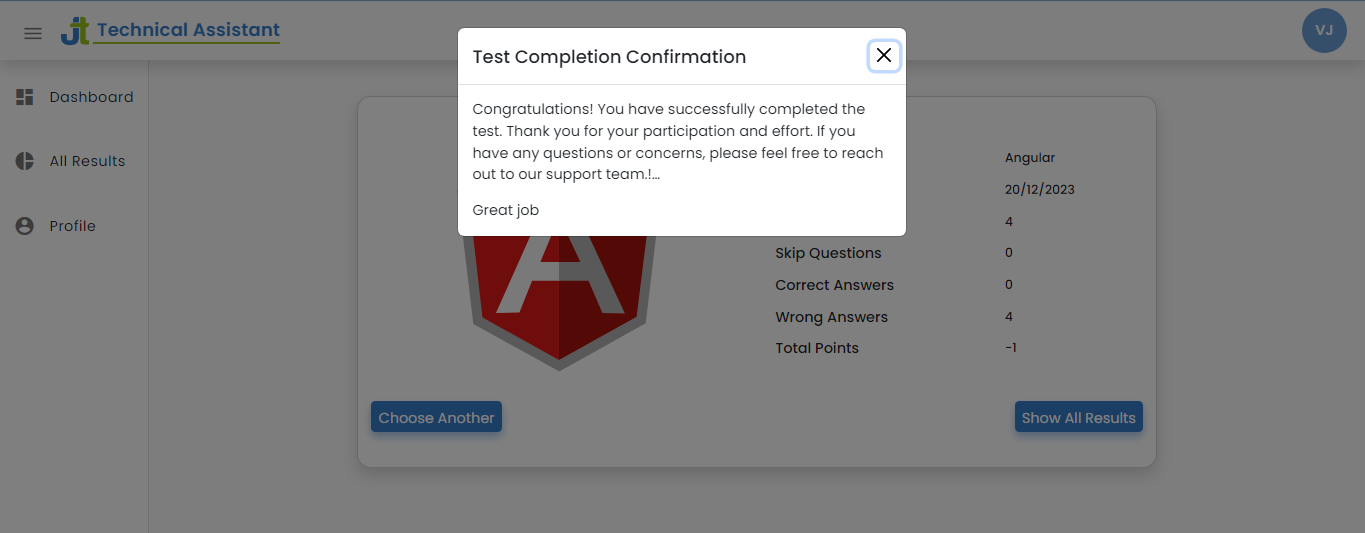 Jt Technical Assistant
VJ
Dashboard
All Results
Profile
Test Completion Confirmation
Congratulations! You have successfully completed the
test. Thank you for your participation and effort. If you
have any questions or concerns, please feel free to reach
out to our support team.!...
Great job
Angular
20/12/2023
4
Skip Questions 0
Correct Answers 0
Wrong Answers 4
Total Points -1
Choose Another
Show All Results